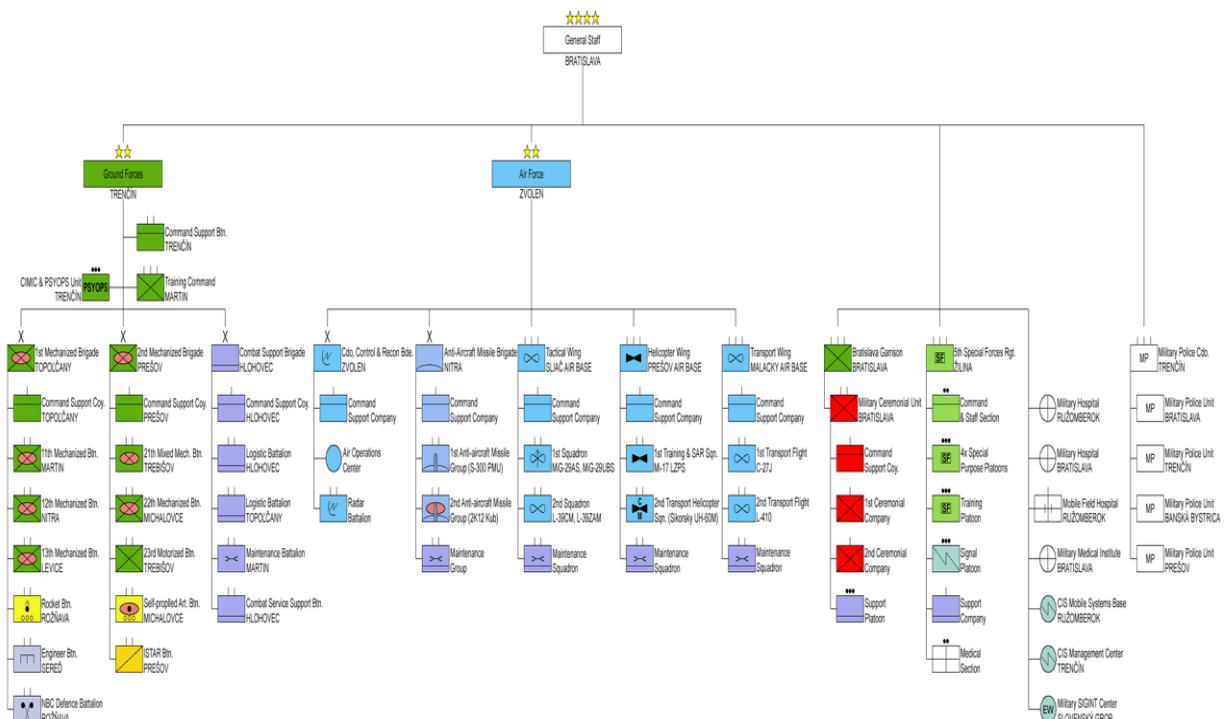 General Staff
BRATISLAVA
Ground Forces
TRENČÍN
Air Force
ZVOLEN
Command Support Btn.
TRENČÍN
CIMIC & PSYOPS Unit
TRENČÍN
PSYOPS
Training Command
MARTIN
1st Mechanized Brigade
TOPOLČANY
Command Support Coy.
TOPOLČANY
11th Mechanized Btn.
MARTIN
12th Mechanized Btn.
NITRA
13th Mechanized Btn.
LEVICE
Rocket Btn.
ROŽŇAVA
Engineer Btn.
SEREĎ
NBC Defence Battalion
ROŽŇAVA
2nd Mechanized Brigade
PREŠOV
Command Support Coy.
PREŠOV
21th Mixed Mech. Btn.
TREBIŠOV
22th Mechanized Btn.
MICHALOVCE
23rd Motorized Btn.
TREBIŠOV
Self-proplled Art. Btn.
MICHALOVCE
ISTAR Btn.
PREŠOV
Combat Support Brigade
HLOHOVEC
Command Support Coy.
HLOHOVEC
Logistic Battalion
HLOHOVEC
Logistic Battalion
TOPOLČANY
Maintenance Battalion
MARTIN
Combat Service Support Btn.
HLOHOVEC
Cdo, Control & Recon Bde.
ZVOLEN
Command
Support Company
Air Operations
Center
Radar
Battalion
Anti-Aircraft Missile Brigade
NITRA
Command
Support Company
1st Anti-aircraft Missile
Group (S-300 PMU)
2nd Anti-aircraft Missile
Group (2K12 Kub)
Maintenance
Group
Tactical Wing
SLIAČ AIR BASE
Command
Support Company
1st Squadron
MiG-29AS, MiG-29UBS
2nd Squadron
L-39CM, L-39ZAM
Maintenance
Squadron
Helicopter Wing
PREŠOV AIR BASE
Command
Support Company
1st Training & SAR Sqn.
Mi-17 LZPS
C
M
2nd Transport Helicopter
Sqn. (Sikorsky UH-60M)
Maintenance
Squadron
Transport Wing
MALACKY AIR BASE
Command
Support Company
1st Transport Flight
C-27J
2nd Transport Flight
L-410
Maintenance
Squadron
Bratislava Garrison
BRATISLAVA
Military Ceremonial Unit
BRATISLAVA
Command
Support Coy.
1st Ceremonial
Company
2nd Ceremonial
Company
Support
Platoon
SF
5th Special Forces Rgt.
ŽILINA
Command
& Staff Section
SF
4x Special
Purpose Platoons
SF
Training
Platoon
Signal
Platoon
Support
Company
Medical
Section
Military Hospital
RUŽOMBEROK
Military Hospital
BRATISLAVA
Mobile Field Hospital
RUŽOMBEROK
Military Medical Institute
BRATISLAVA
CIS Mobile Systems Base
RUŽOMBEROK
CIS Management Center
TRENČÍN
EW
Military SIGINT Center
SLOVENSKÝ GROB
MP
Military Police Cdo.
TRENČÍN
MP
Military Police Unit
BRATISLAVA
MP
Military Police Unit
TRENČÍN
MP
Military Police Unit
BANSKÁ BYSTRICA
MP
Military Police Unit
PREŠOV